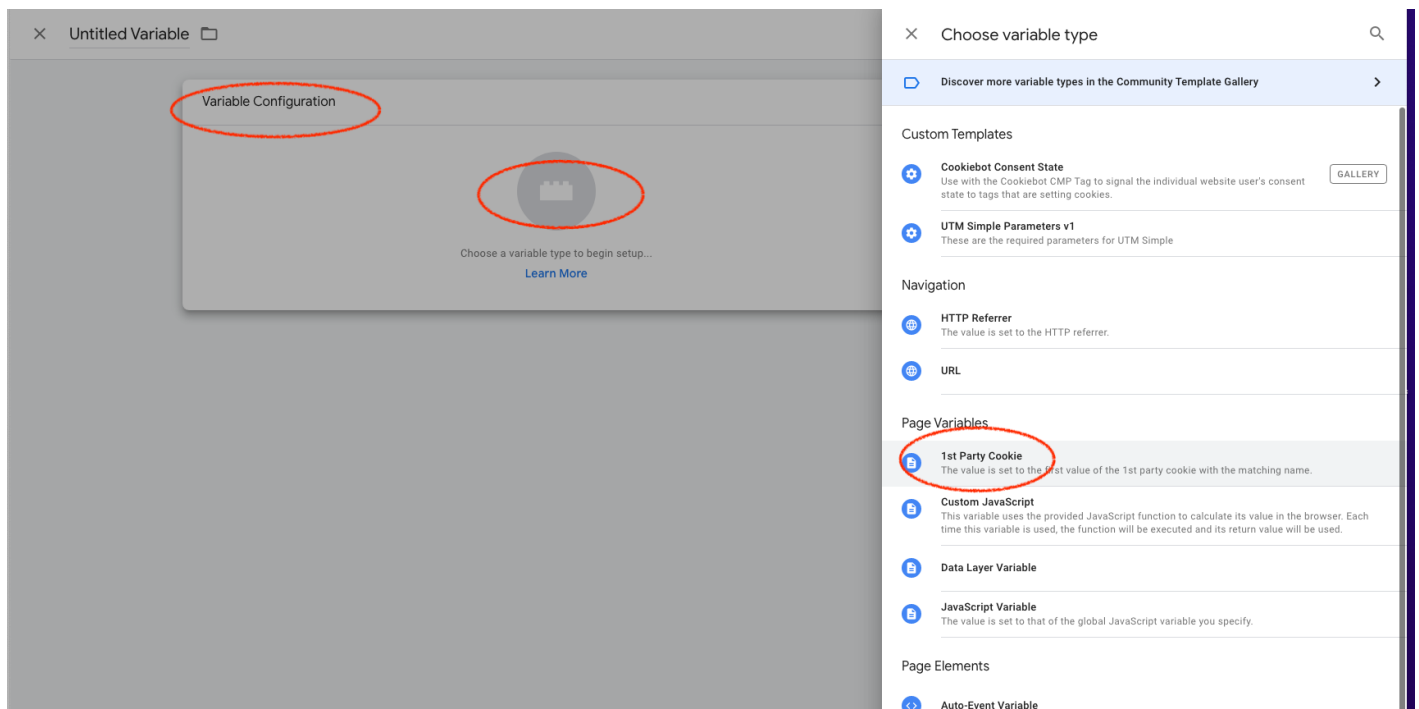 Untitled Variable
Variable Configuration
Choose a variable type to begin setup...
Learn More
Choose variable type
Discover more variable types in the Community Template Gallery
Custom Templates
Cookiebot Consent State
Use with the Cookiebot CMP Tag to signal the individual website user's consent
state to tags that are setting cookies.
GALLERY
UTM Simple Parameters v1
These are the required parameters for UTM Simple
Navigation
HTTP Referrer
The value is set to the HTTP referrer.
URL
Page Variables
1st Party Cookie
The value is set to the first value of the 1st party cookie with the matching name.
Custom JavaScript
This variable uses the provided JavaScript function to calculate its value in the browser. Each
time this variable is used, the function will be executed and its return value will be used.
Data Layer Variable
JavaScript Variable
The value is set to that of the global JavaScript variable you specify.
Page Elements
Auto-Event Variable